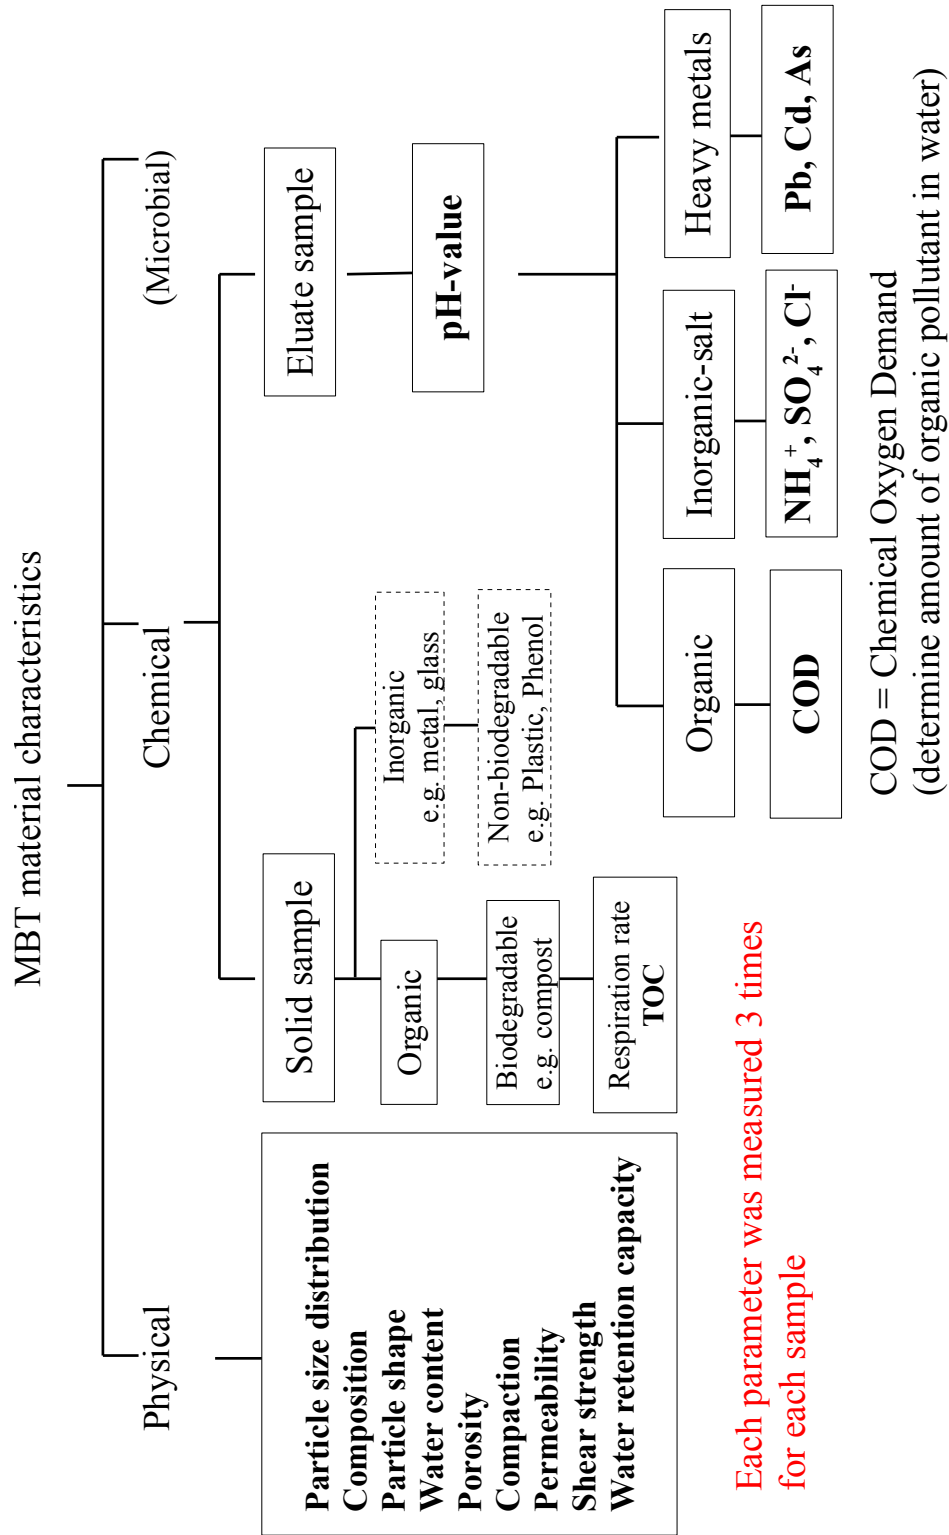 MBT material characteristics
Physical
Chemical
(Microbial)
Particle size distribution
Composition
Particle shape
Water content
Porosity
Compaction
Permeability
Shear strength
Water retention capacity
Solid sample
Organic
Biodegradable
e.g. compost
Respiration rate
TOC
Inorganic
e.g. metal, glass
Non-biodegradable
e.g. Plastic, Phenol
Eluate sample
pH-value
Organic
COD
Inorganic-salt
NH₄⁺, SO₄²⁻, Cl⁻
Heavy metals
Pb, Cd, As
Each parameter was measured 3 times
for each sample
COD = Chemical Oxygen Demand
(determine amount of organic pollutant in water)